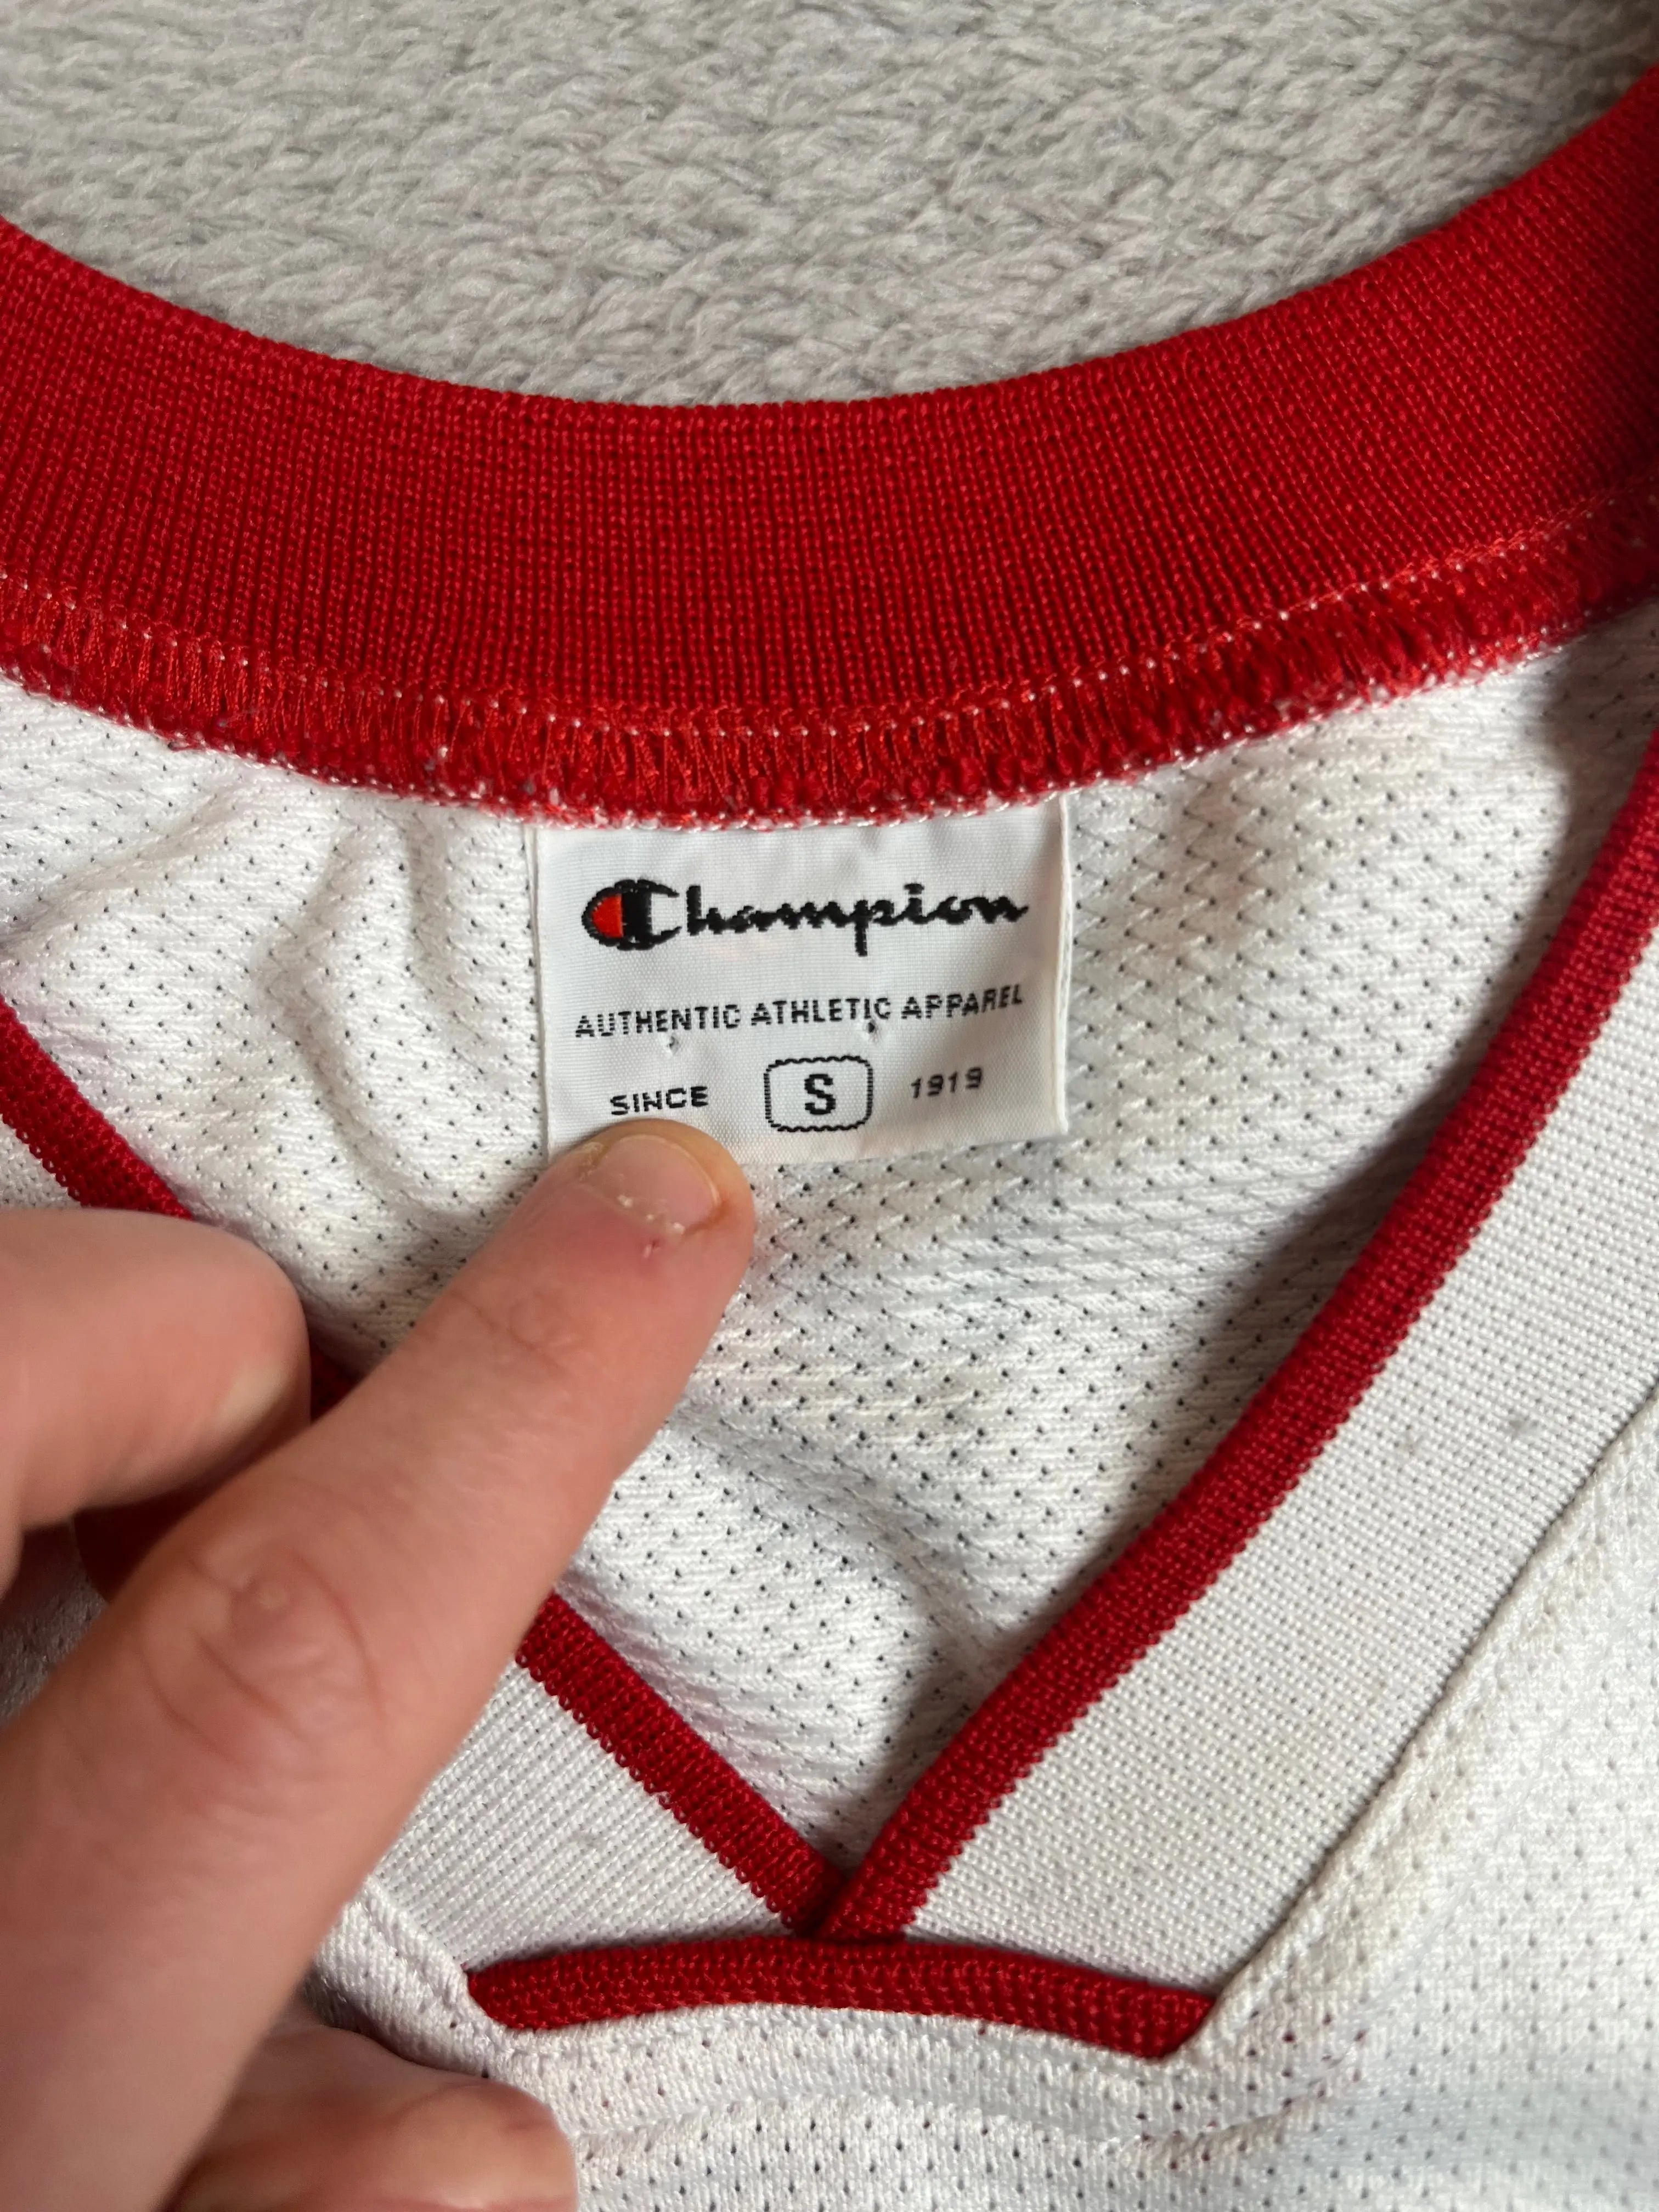 Champion
AUTHENTIC ATHLETIC APPAREL
SINCE S 1919